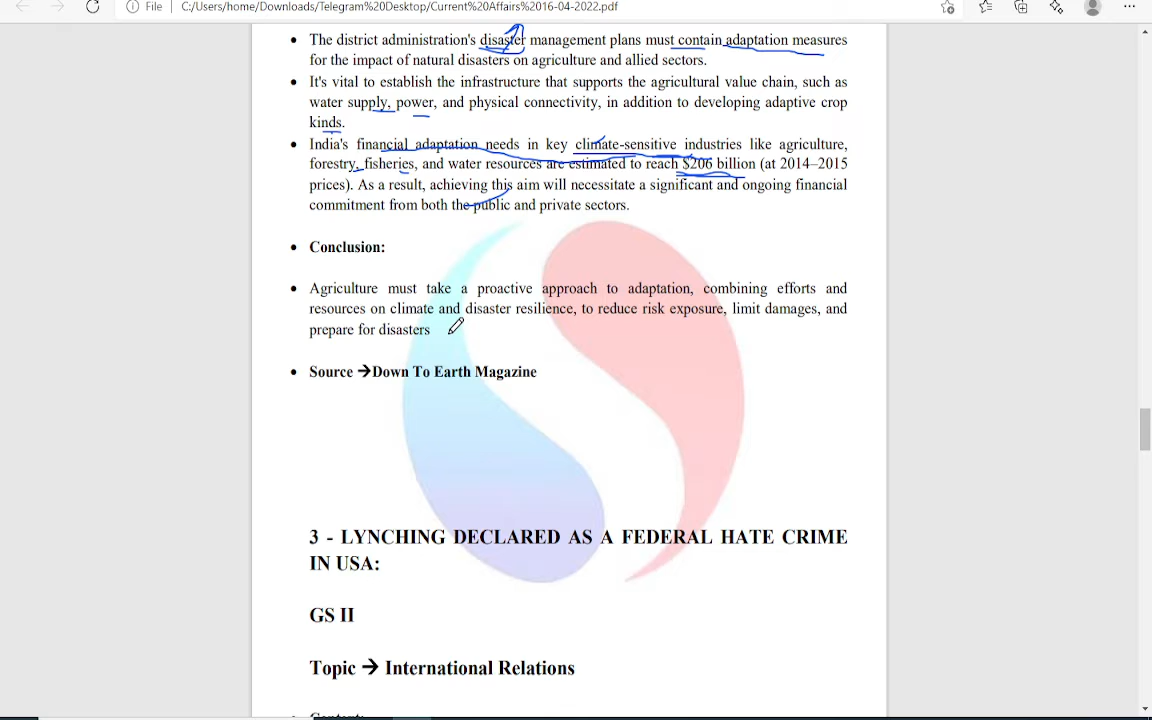 File | C:/Users/home/Downloads/Telegram%20Desktop/Current%20Affairs%2016-04-2022.pdf
• The district administration's disaster management plans must contain adaptation measures
for the impact of natural disasters on agriculture and allied sectors.
• It's vital to establish the infrastructure that supports the agricultural value chain, such as
water supply, power, and physical connectivity, in addition to developing adaptive crop
kinds.
• India's financial adaptation needs in key climate-sensitive industries like agriculture,
forestry, fisheries, and water resources are estimated to reach $206 billion (at 2014–2015
prices). As a result, achieving this aim will necessitate a significant and ongoing financial
commitment from both the public and private sectors.
• Conclusion:
• Agriculture must take a proactive approach to adaptation, combining efforts and
resources on climate and disaster resilience, to reduce risk exposure, limit damages, and
prepare for disasters
• Source ➔Down To Earth Magazine
3 - LYNCHING DECLARED AS A FEDERAL HATE CRIME
IN USA:
GS II
Topic ➔ International Relations